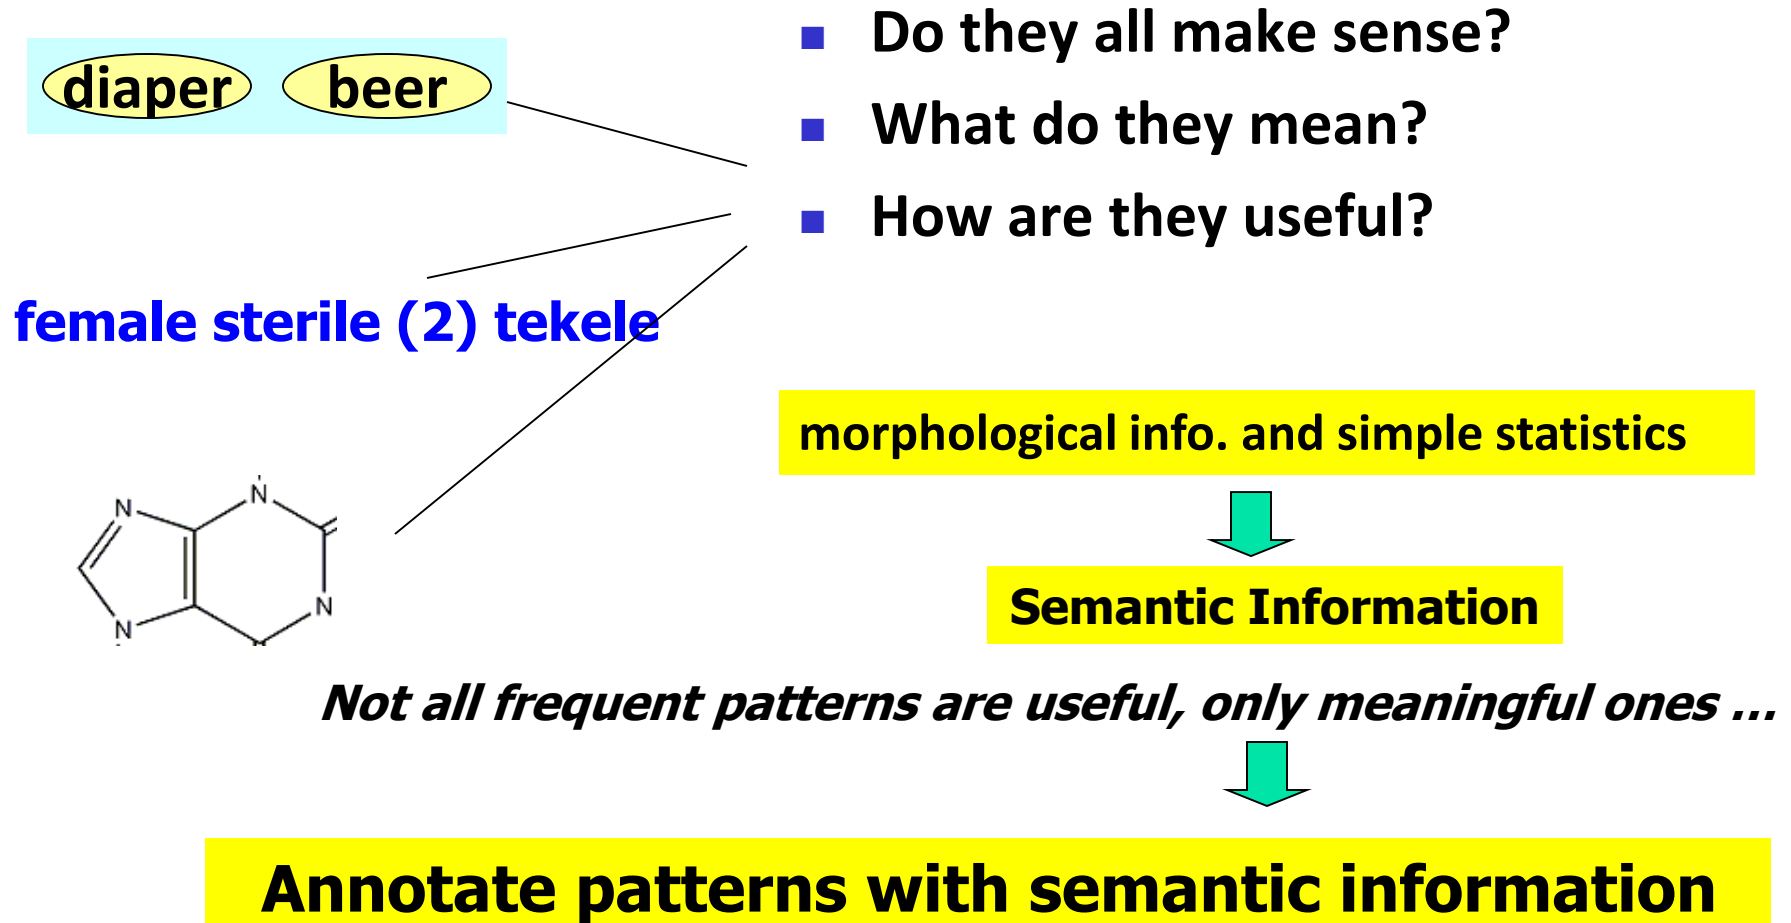 diaper beer
Do they all make sense?
What do they mean?
How are they useful?
female sterile (2) tekele
morphological info. and simple statistics
N
N
N
N
Semantic Information
Not all frequent patterns are useful, only meaningful ones ...
Annotate patterns with semantic information